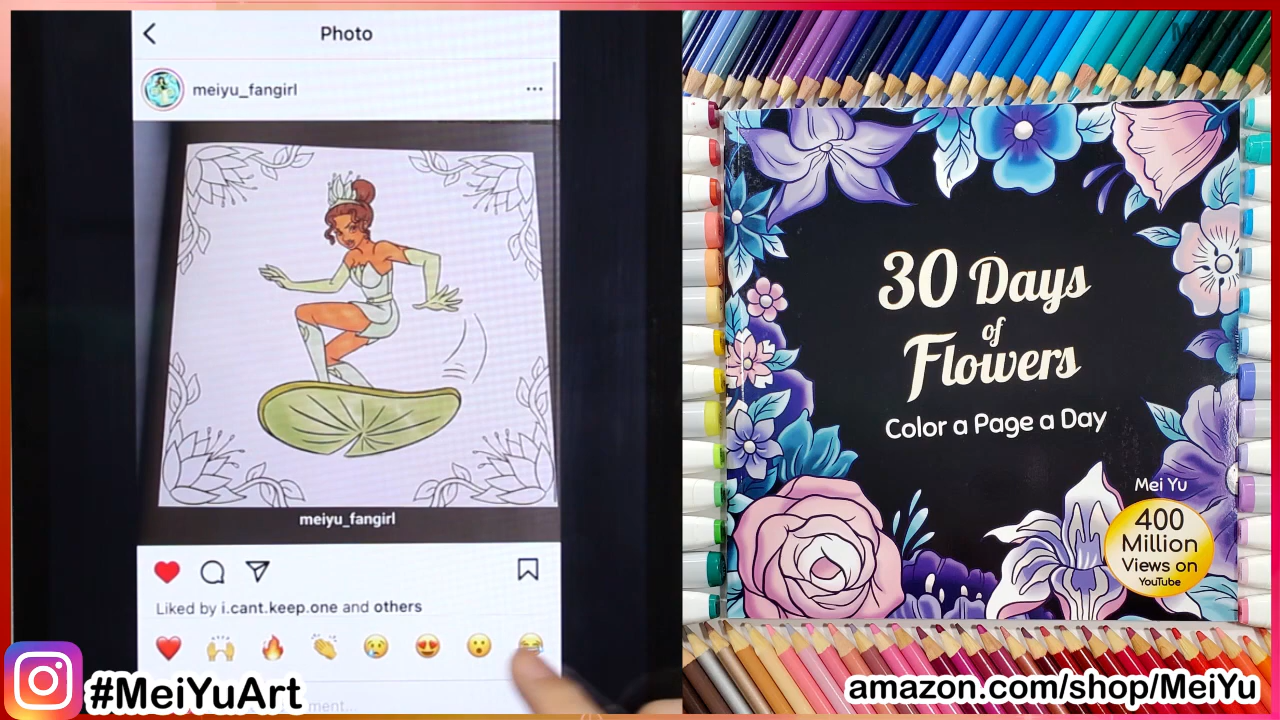 Photo
meiyu_fangirl
meiyu_fangirl
Liked by i.cant.keep.one and others
#MeiYuArt
30 Days
of
Flowers
Color a Page a Day
Mei Yu
400
Million
Views on
YouTube
amazon.com/shop/MeiYu